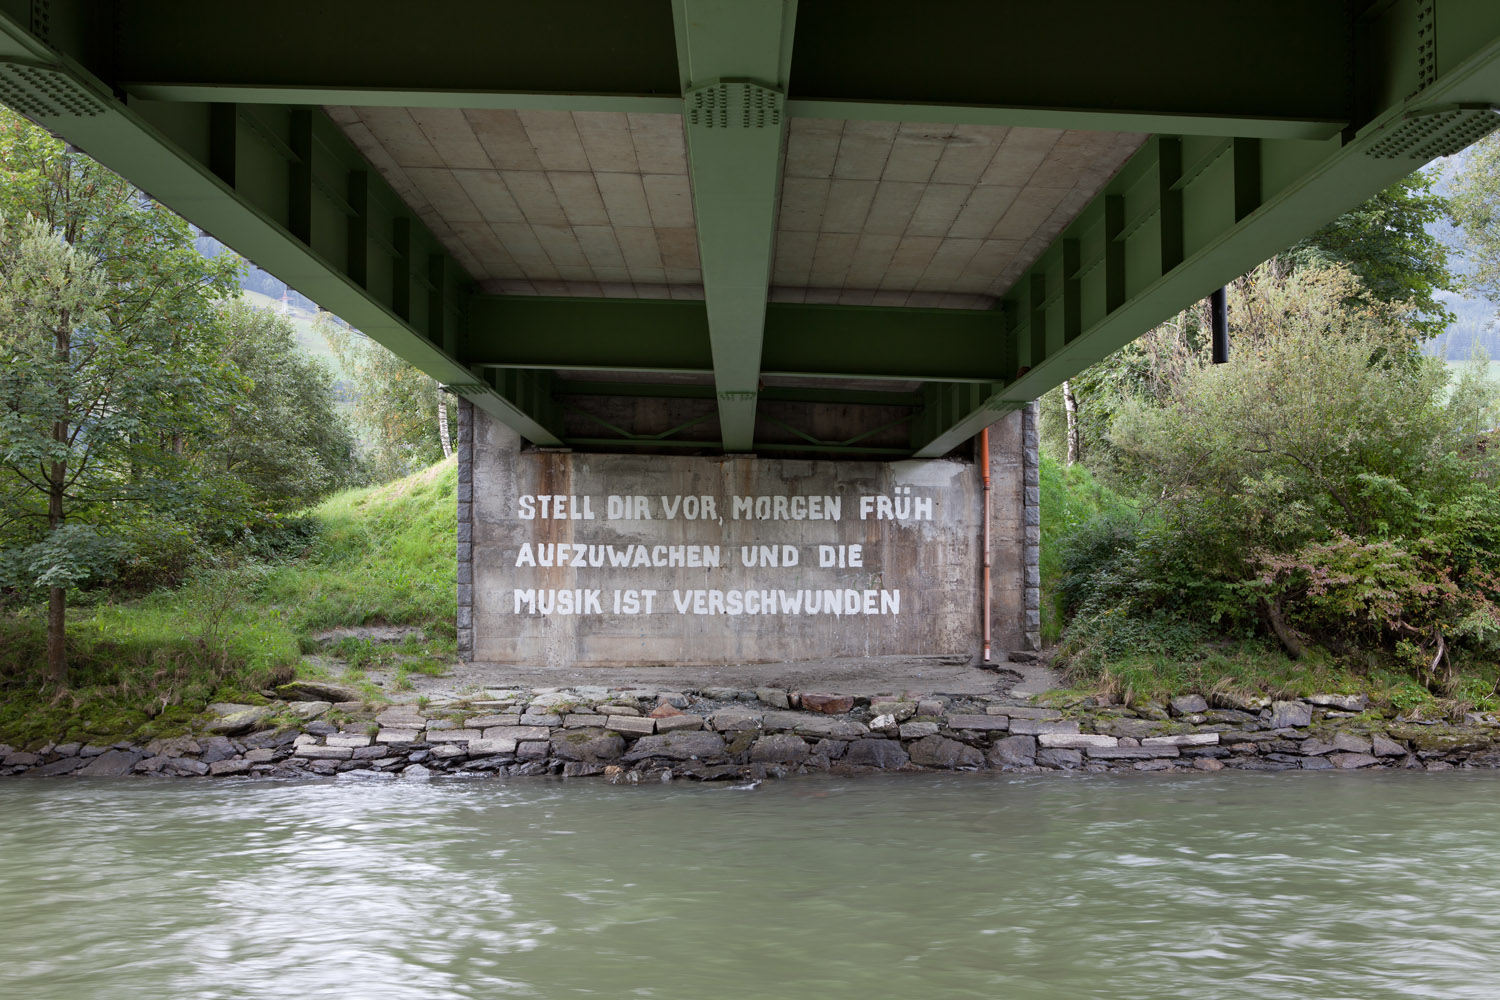 STELL DIR VOR, MORGEN FRÜH
AUFZUWACHEN UND DIE
MUSIK IST VERSCHWUNDEN